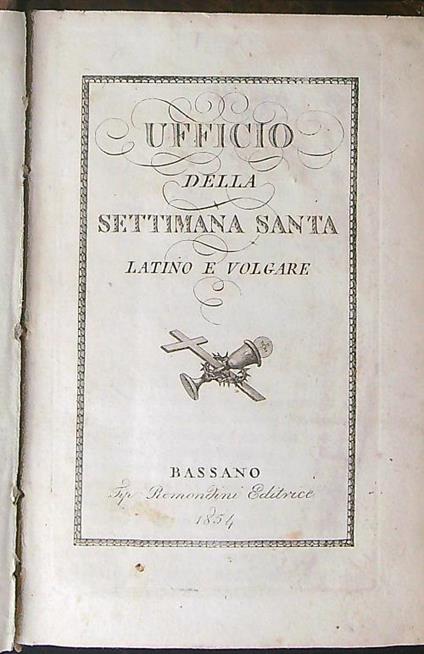 UFFICIO
DELLA
SETTIMANA SANTA
LATINO E VOLGARE
BASSANO
Tip. Remondini Editrice
1854